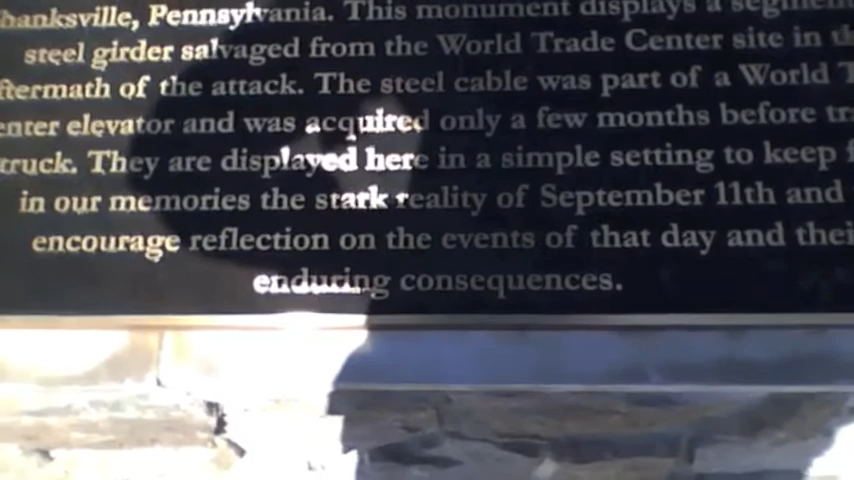 hanksville, Pennsylvania. This monument displays a segment
steel girder salvaged from the World Trade Center site in th
ftermath of the attack. The steel cable was part of a World T
enter elevator and was acquired only a few months before tr
truck. They are displayed here in a simple setting to keep f
in our memories the stark reality of September 11th and
encourage reflection on the events of that day and thei
enduring consequences.